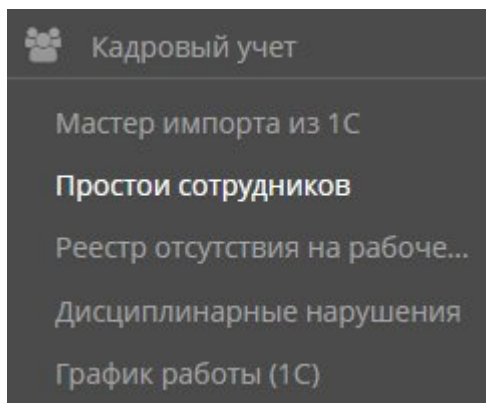 Кадровый учет
Мастер импорта из 1С
Простои сотрудников
Реестр отсутствия на рабоче...
Дисциплинарные нарушения
График работы (1С)